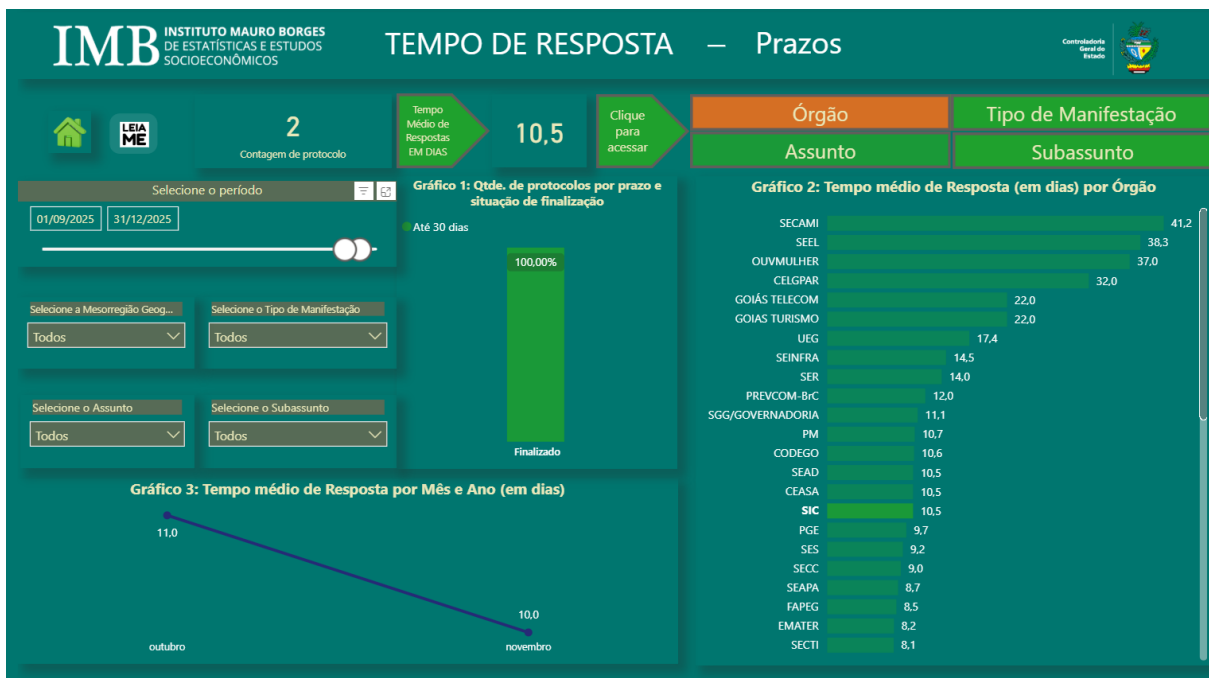 IMB
INSTITUTO MAURO BORGES
DE ESTATÍSTICAS E ESTUDOS
SOCIOECONÔMICOS
TEMPO DE RESPOSTA – Prazos
Controladoria
Geral do
Estado
LEIA
ME
2
Contagem de protocolo
Tempo
Médio de
Respostas
EM DIAS
10,5
Clique
para
acessar
Órgão
Tipo de Manifestação
Assunto
Subassunto
Selecione o período
01/09/2025
31/12/2025
Selecione a Mesorregião Geog...
Todos
Selecione o Tipo de Manifestação
Todos
Selecione o Assunto
Todos
Selecione o Subassunto
Todos
Gráfico 1: Qtde. de protocolos por prazo e
situação de finalização
Até 30 dias
100,00%
Finalizado
Gráfico 2: Tempo médio de Resposta (em dias) por Órgão
SECAMI 41,2
SEEL 38,3
OUVMULHER 37,0
CELGPAR 32,0
GOIÁS TELECOM 22,0
GOIAS TURISMO 22,0
UEG 17,4
SEINFRA 14,5
SER 14,0
PREVCOM-BrC 12,0
SGG/GOVERNADORIA 11,1
PM 10,7
CODEGO 10,6
SEAD 10,5
CEASA 10,5
SIC 10,5
PGE 9,7
SES 9,2
SECC 9,0
SEAPA 8,7
FAPEG 8,5
EMATER 8,2
SECTI 8,1
Gráfico 3: Tempo médio de Resposta por Mês e Ano (em dias)
11,0
10,0
outubro
novembro